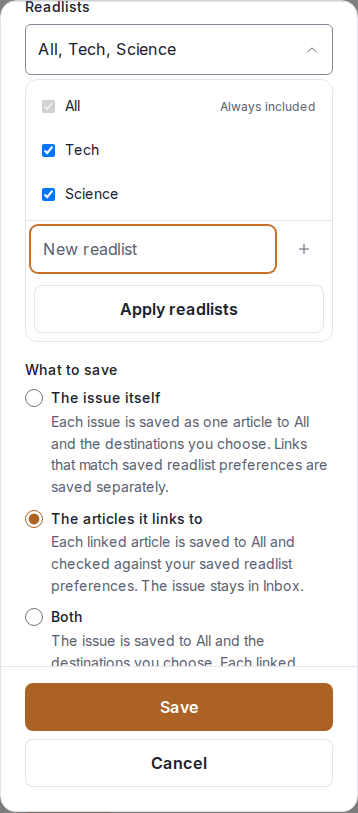 Readlists
All, Tech, Science
All
Always included
Tech
Science
New readlist
+
Apply readlists
What to save
The issue itself
Each issue is saved as one article to All
and the destinations you choose. Links
that match saved readlist preferences are
saved separately.
The articles it links to
Each linked article is saved to All and
checked against your saved readlist
preferences. The issue stays in Inbox.
Both
The issue is saved to All and the
destinations you choose. Each linked
Save
Cancel